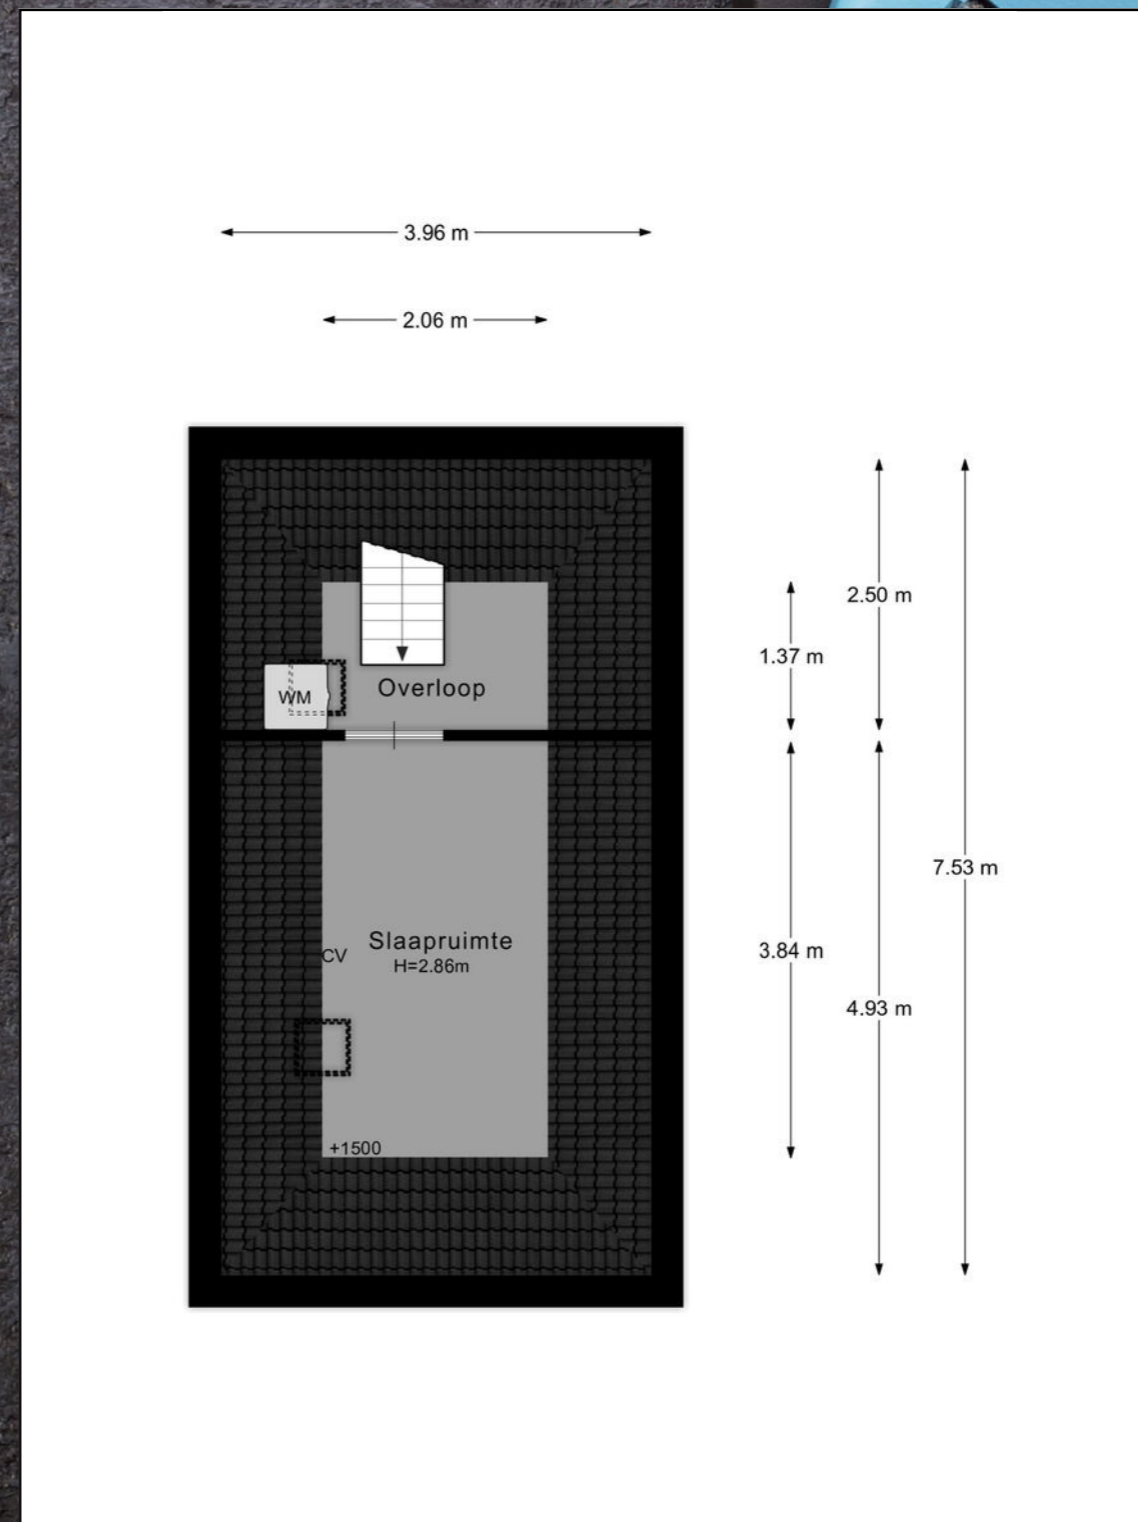 3.96 m
2.06 m
2.50 m
1.37 m
WM
Overloop
7.53 m
Slaapruimte
CV
H=2.86m
3.84 m
4.93 m
+1500